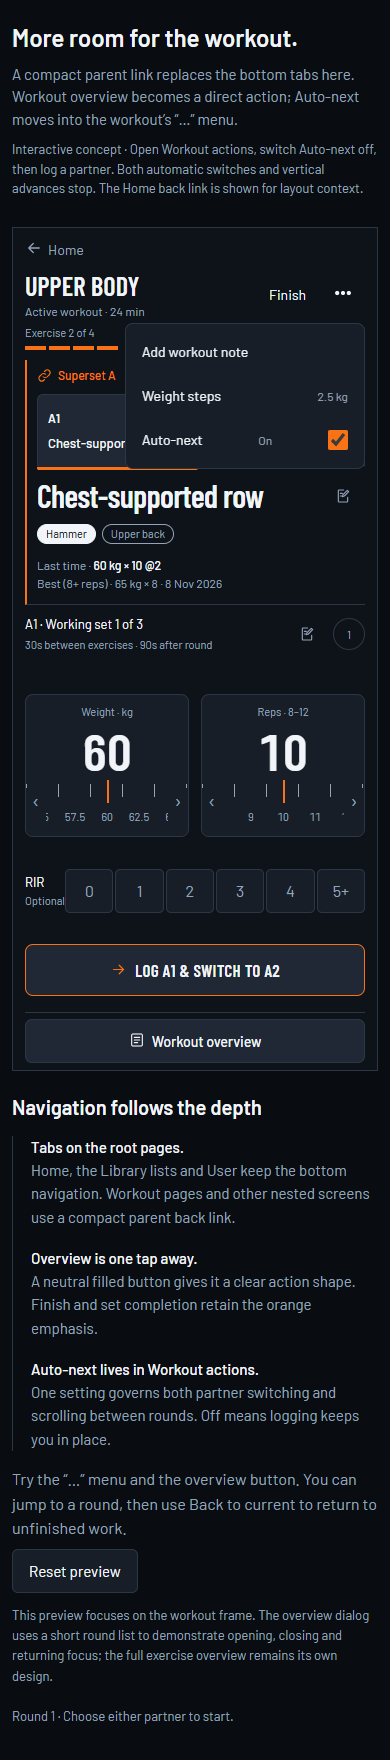 More room for the workout.
A compact parent link replaces the bottom tabs here.
Workout overview becomes a direct action; Auto-next
moves into the workout's "…" menu.
Interactive concept · Open Workout actions, switch Auto-next off,
then log a partner. Both automatic switches and vertical
advances stop. The Home back link is shown for layout context.
Home
UPPER BODY
Finish
Active workout · 24 min
Exercise 2 of 4
Add workout note
Weight steps 2.5 kg
Auto-next On
Superset A
A1
Chest-suppor
Chest-supported row
Hammer Upper back
Last time · 60 kg × 10 @2
Best (8+ reps) · 65 kg × 8 · 8 Nov 2026
A1 · Working set 1 of 3
30s between exercises · 90s after round
1
Weight · kg
60
57.5 60 62.5
Reps · 8–12
10
9 10 11
RIR
Optional
0 1 2 3 4 5+
LOG A1 & SWITCH TO A2
Workout overview
Navigation follows the depth
Tabs on the root pages.
Home, the Library lists and User keep the bottom
navigation. Workout pages and other nested screens
use a compact parent back link.
Overview is one tap away.
A neutral filled button gives it a clear action shape.
Finish and set completion retain the orange
emphasis.
Auto-next lives in Workout actions.
One setting governs both partner switching and
scrolling between rounds. Off means logging keeps
you in place.
Try the "…" menu and the overview button. You can
jump to a round, then use Back to current to return to
unfinished work.
Reset preview
This preview focuses on the workout frame. The overview dialog
uses a short round list to demonstrate opening, closing and
returning focus; the full exercise overview remains its own
design.
Round 1 · Choose either partner to start.